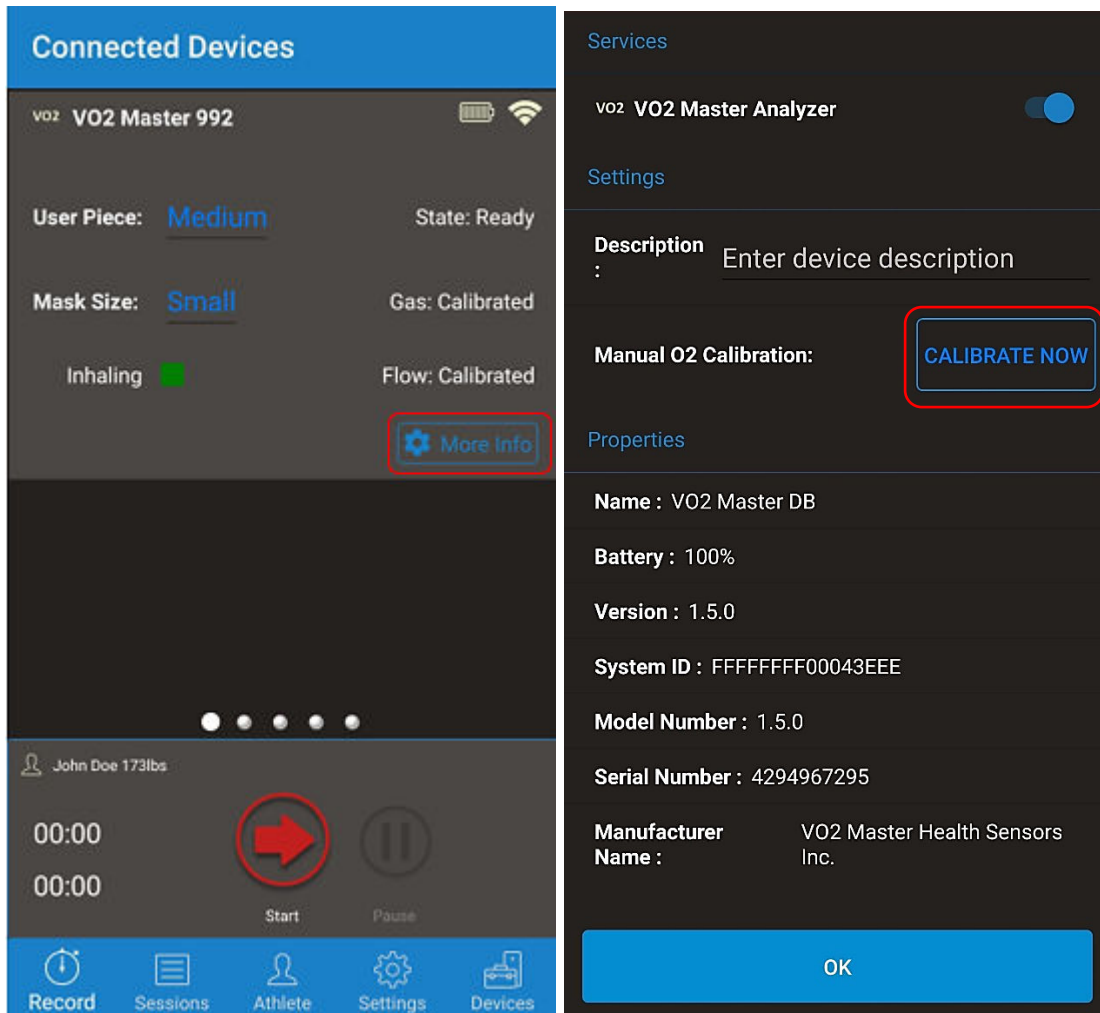 Connected Devices
VO2 VO2 Master 992
User Piece: Medium State: Ready
Mask Size: Small Gas: Calibrated
Inhaling Flow: Calibrated
More Info
John Doe 173lbs
00:00
00:00
Start Pause
Record Sessions Athlete Settings Devices
Services
VO2 VO2 Master Analyzer
Settings
Description
: Enter device description
Manual O2 Calibration: CALIBRATE NOW
Properties
Name : VO2 Master DB
Battery : 100%
Version : 1.5.0
System ID : FFFFFFFF00043EEE
Model Number : 1.5.0
Serial Number : 4294967295
Manufacturer VO2 Master Health Sensors
Name : Inc.
OK